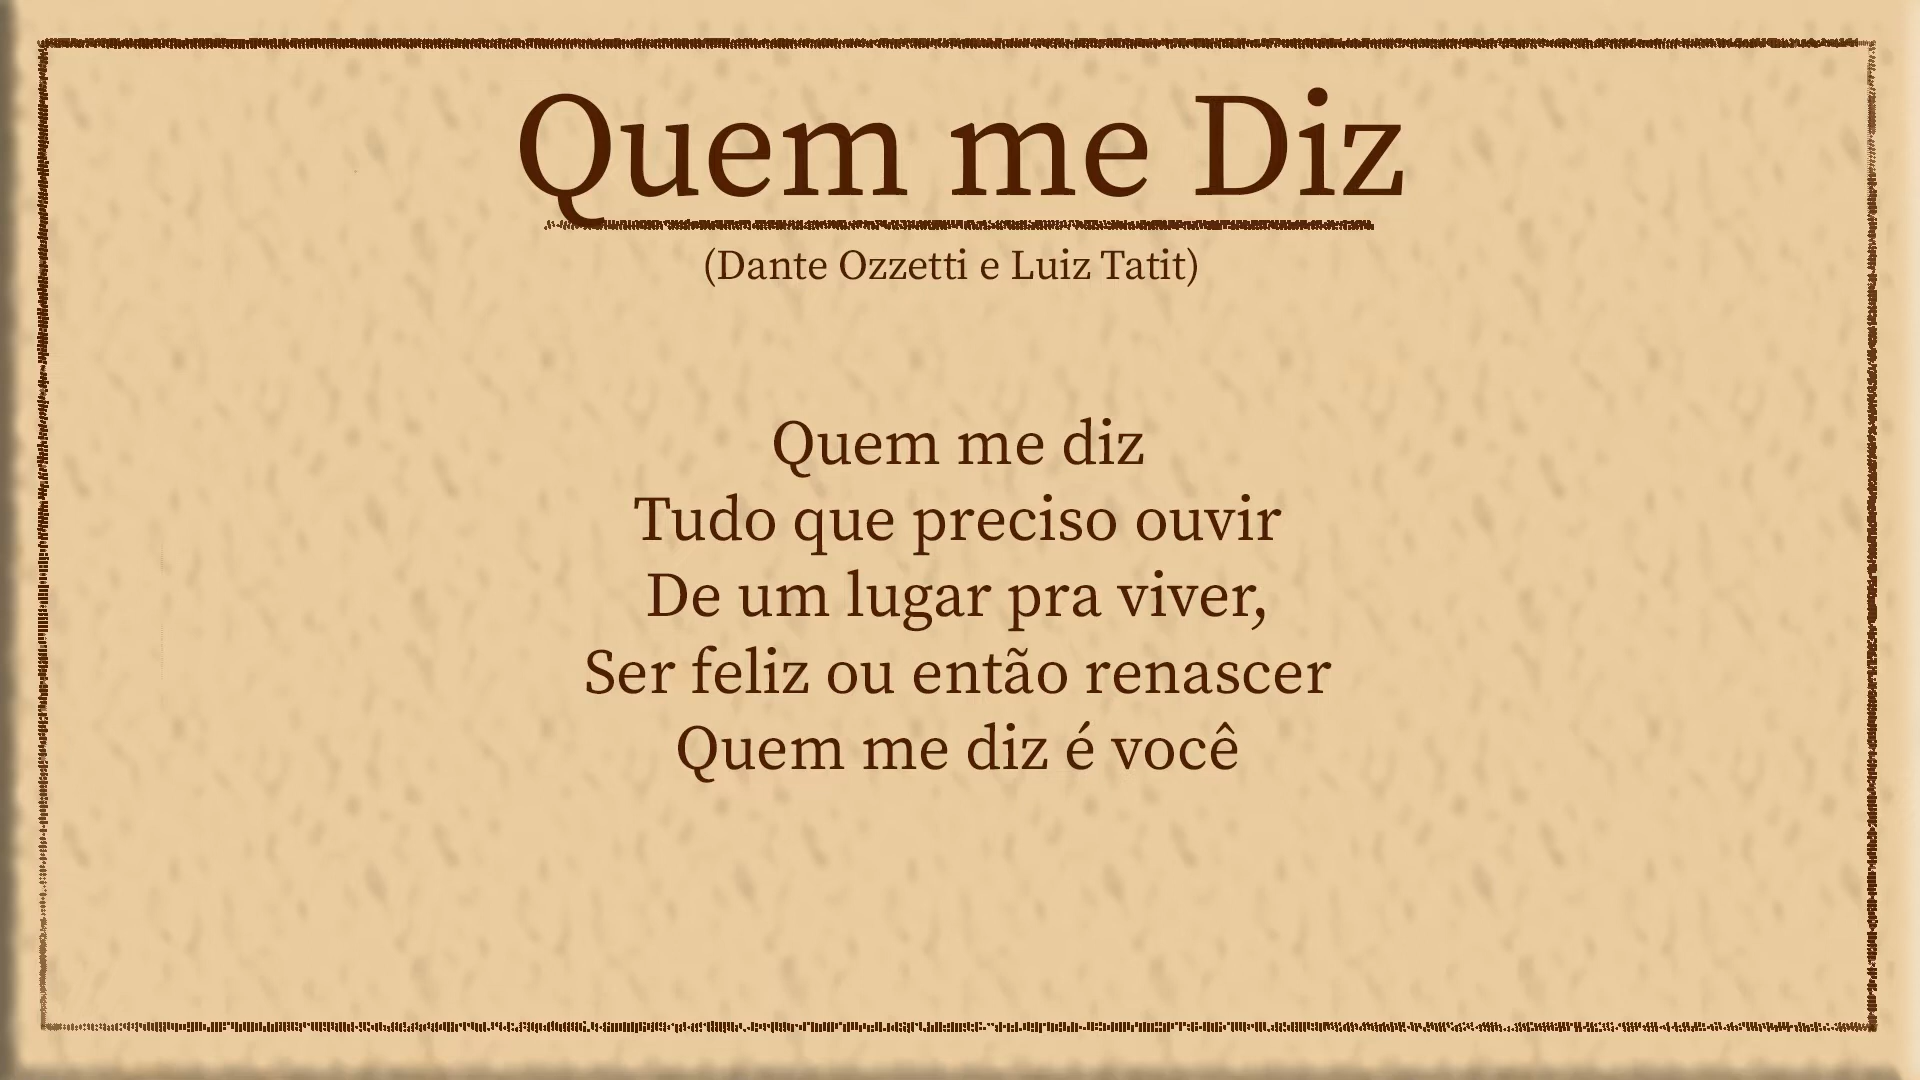 Quem me Diz
(Dante Ozzetti e Luiz Tatit)
Quem me diz
Tudo que preciso ouvir
De um lugar pra viver,
Ser feliz ou então renascer
Quem me diz é você